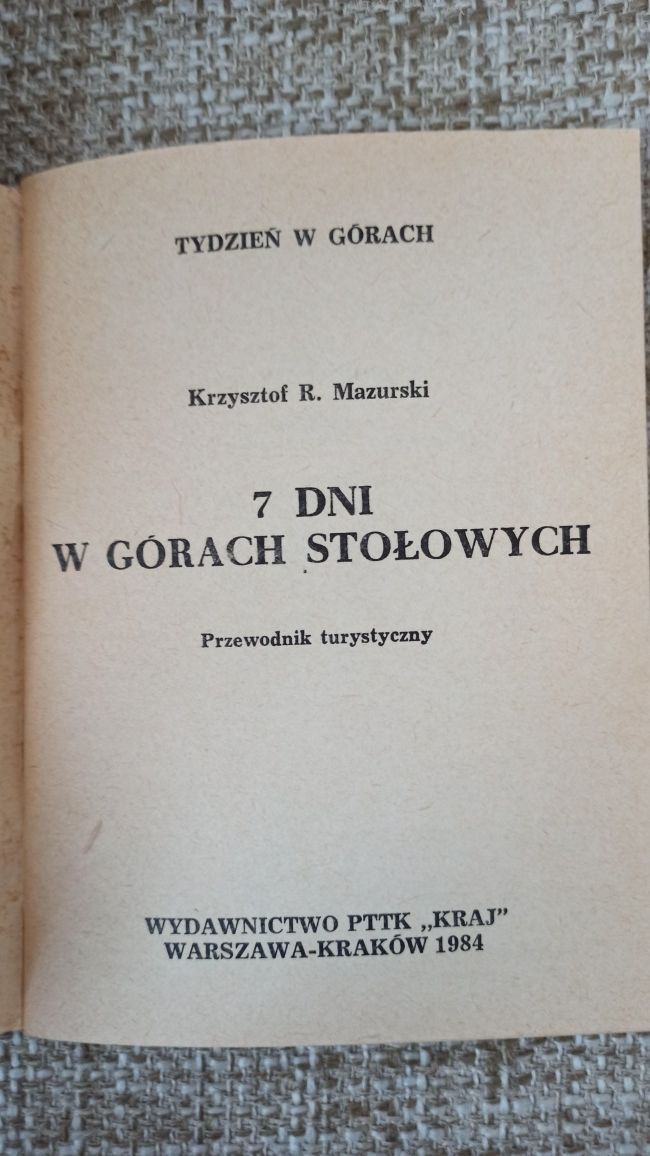 TYDZIEŃ W GÓRACH
Krzysztof R. Mazurski
7 DNI
W GÓRACH STOŁOWYCH
Przewodnik turystyczny
WYDAWNICTWO PTTK „KRAJ”
WARSZAWA-KRAKÓW 1984